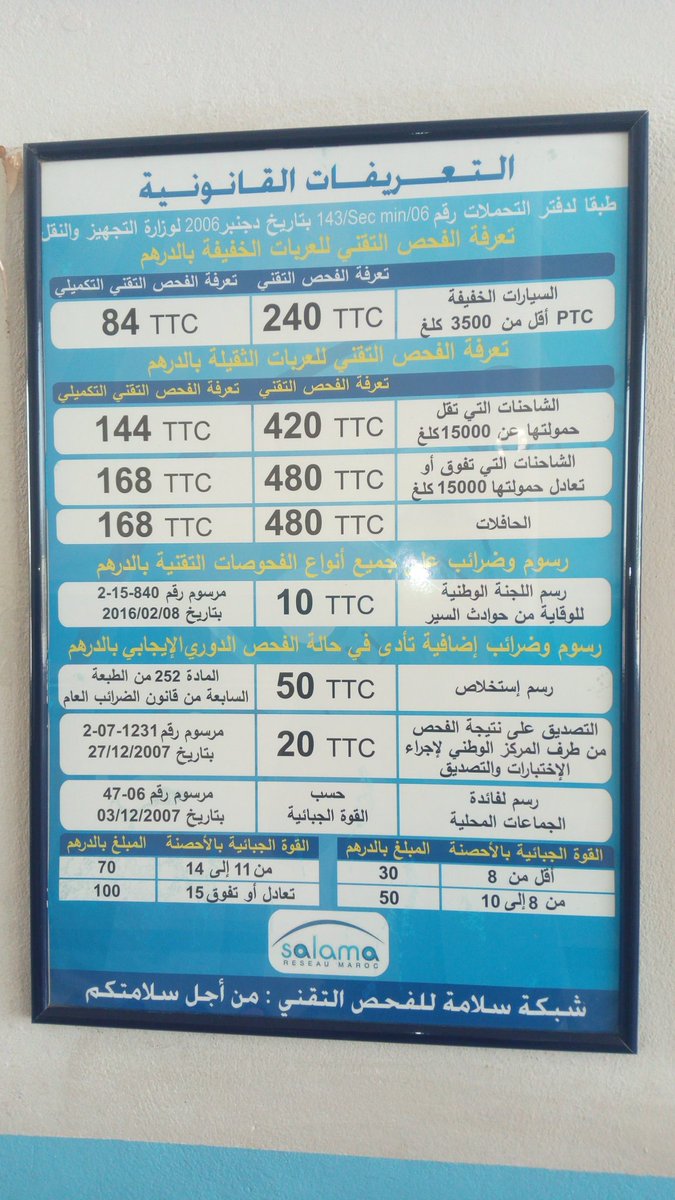 التعريفات القانونية
طبقا لدفتر التحملات رقم 143/Sec min/06 بتاريخ دجنبر 2006 لوزارة التجهيز والنقل
تعرفة الفحص التقني للعربات الخفيفة بالدرهم
تعرفة الفحص التقني تعرفة الفحص التقني التكميلي
السيارات الخفيفة
PTC أقل من 3500 كلغ
240 TTC
84 TTC
تعرفة الفحص التقني للعربات الثقيلة بالدرهم
تعرفة الفحص التقني تعرفة الفحص التقني التكميلي
الشاحنات التي تقل
حمولتها عن 15000كلغ
420 TTC
144 TTC
الشاحنات التي تفوق أو
تعادل حمولتها 15000 كلغ
480 TTC
168 TTC
الحافلات
480 TTC
168 TTC
رسوم وضرائب على جميع أنواع الفحوصات التقنية بالدرهم
رسم اللجنة الوطنية
للوقاية من حوادث السير
10 TTC
مرسوم رقم 840-15-2
بتاريخ 2016/02/08
رسوم وضرائب إضافية تأدى في حالة الفحص الدوري الإيجابي بالدرهم
رسم إستخلاص
50 TTC
المادة 252 من الطبعة
السابعة من قانون الضرائب العام
التصديق على نتيجة الفحص
من طرف المركز الوطني لإجراء
الإختبارات والتصديق
20 TTC
مرسوم رقم 1231-07-2
بتاريخ 27/12/2007
رسم لفائدة
الجماعات المحلية
حسب
القوة الجبائية
مرسوم رقم 06-47
بتاريخ 03/12/2007
القوة الجبائية بالأحصنة المبلغ بالدرهم
أقل من 8 30
من 8 إلى 10 50
القوة الجبائية بالأحصنة المبلغ بالدرهم
من 11 إلى 14 70
تعادل أو تفوق 15 100
salama
RESEAU MAROC
شبكة سلامة للفحص التقني : من أجل سلامتكم